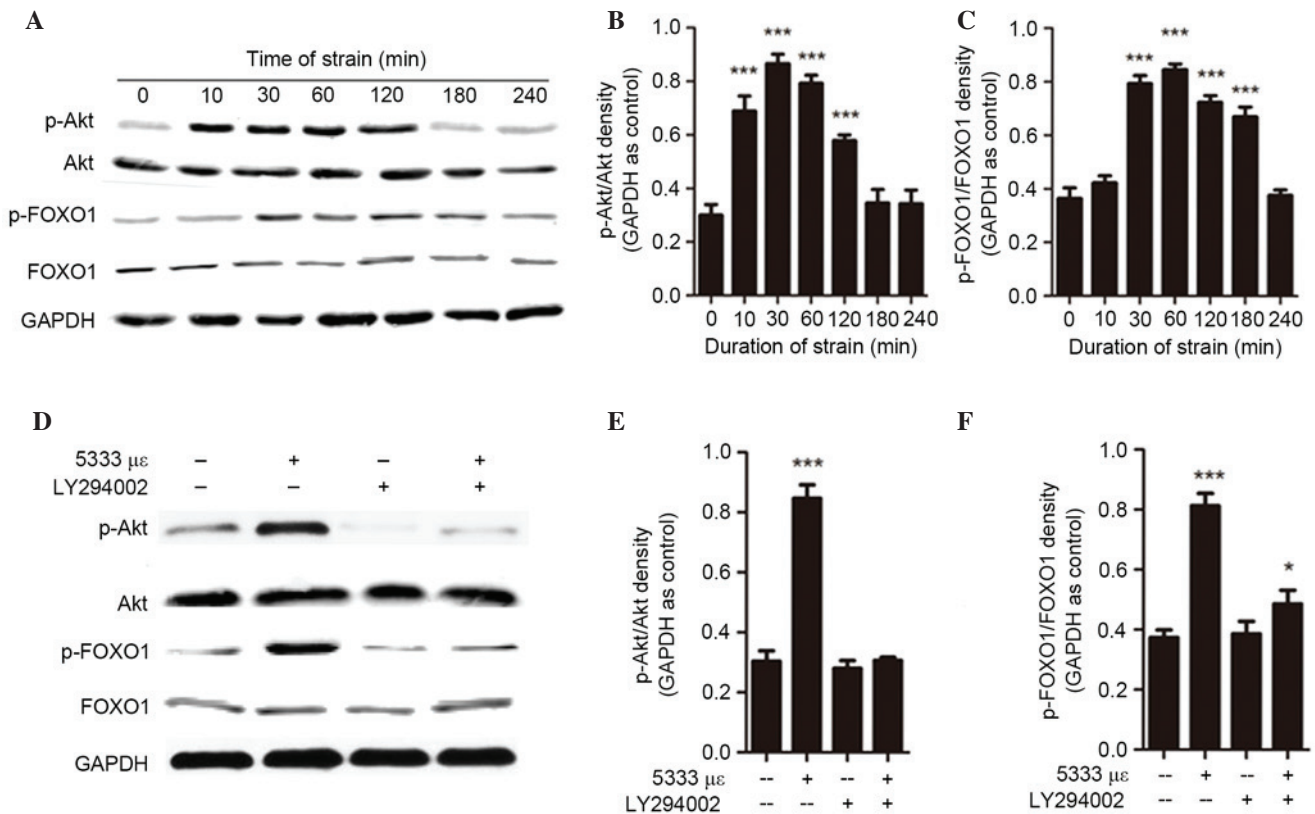 A
Time of strain (min)
0 10 30 60 120 180 240
p-Akt
Akt
p-FOXO1
FOXO1
GAPDH
B
p-Akt/Akt density
(GAPDH as control)
1.0
0.8
0.6
0.4
0.2
0.0
***
***
***
***
0 10 30 60 120 180 240
Duration of strain (min)
C
p-FOXO1/FOXO1 density
(GAPDH as control)
1.0
0.8
0.6
0.4
0.2
0.0
***
***
***
***
0 10 30 60 120 180 240
Duration of strain (min)
D
5333 με – + – +
LY294002 – – + +
p-Akt
Akt
p-FOXO1
FOXO1
GAPDH
E
p-Akt/Akt density
(GAPDH as control)
1.0
0.8
0.6
0.4
0.2
0.0
***
5333 με -- + -- +
LY294002 -- -- + +
F
p-FOXO1/FOXO1 density
(GAPDH as control)
1.0
0.8
0.6
0.4
0.2
0.0
***
*
5333 με -- + -- +
LY294002 -- -- + +